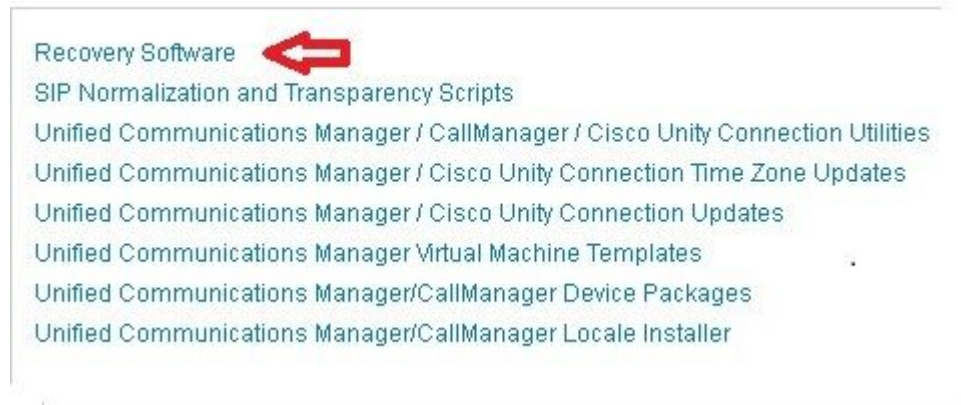 Recovery Software
SIP Normalization and Transparency Scripts
Unified Communications Manager / CallManager / Cisco Unity Connection Utilities
Unified Communications Manager / Cisco Unity Connection Time Zone Updates
Unified Communications Manager / Cisco Unity Connection Updates
Unified Communications Manager Virtual Machine Templates
Unified Communications Manager/CallManager Device Packages
Unified Communications Manager/CallManager Locale Installer